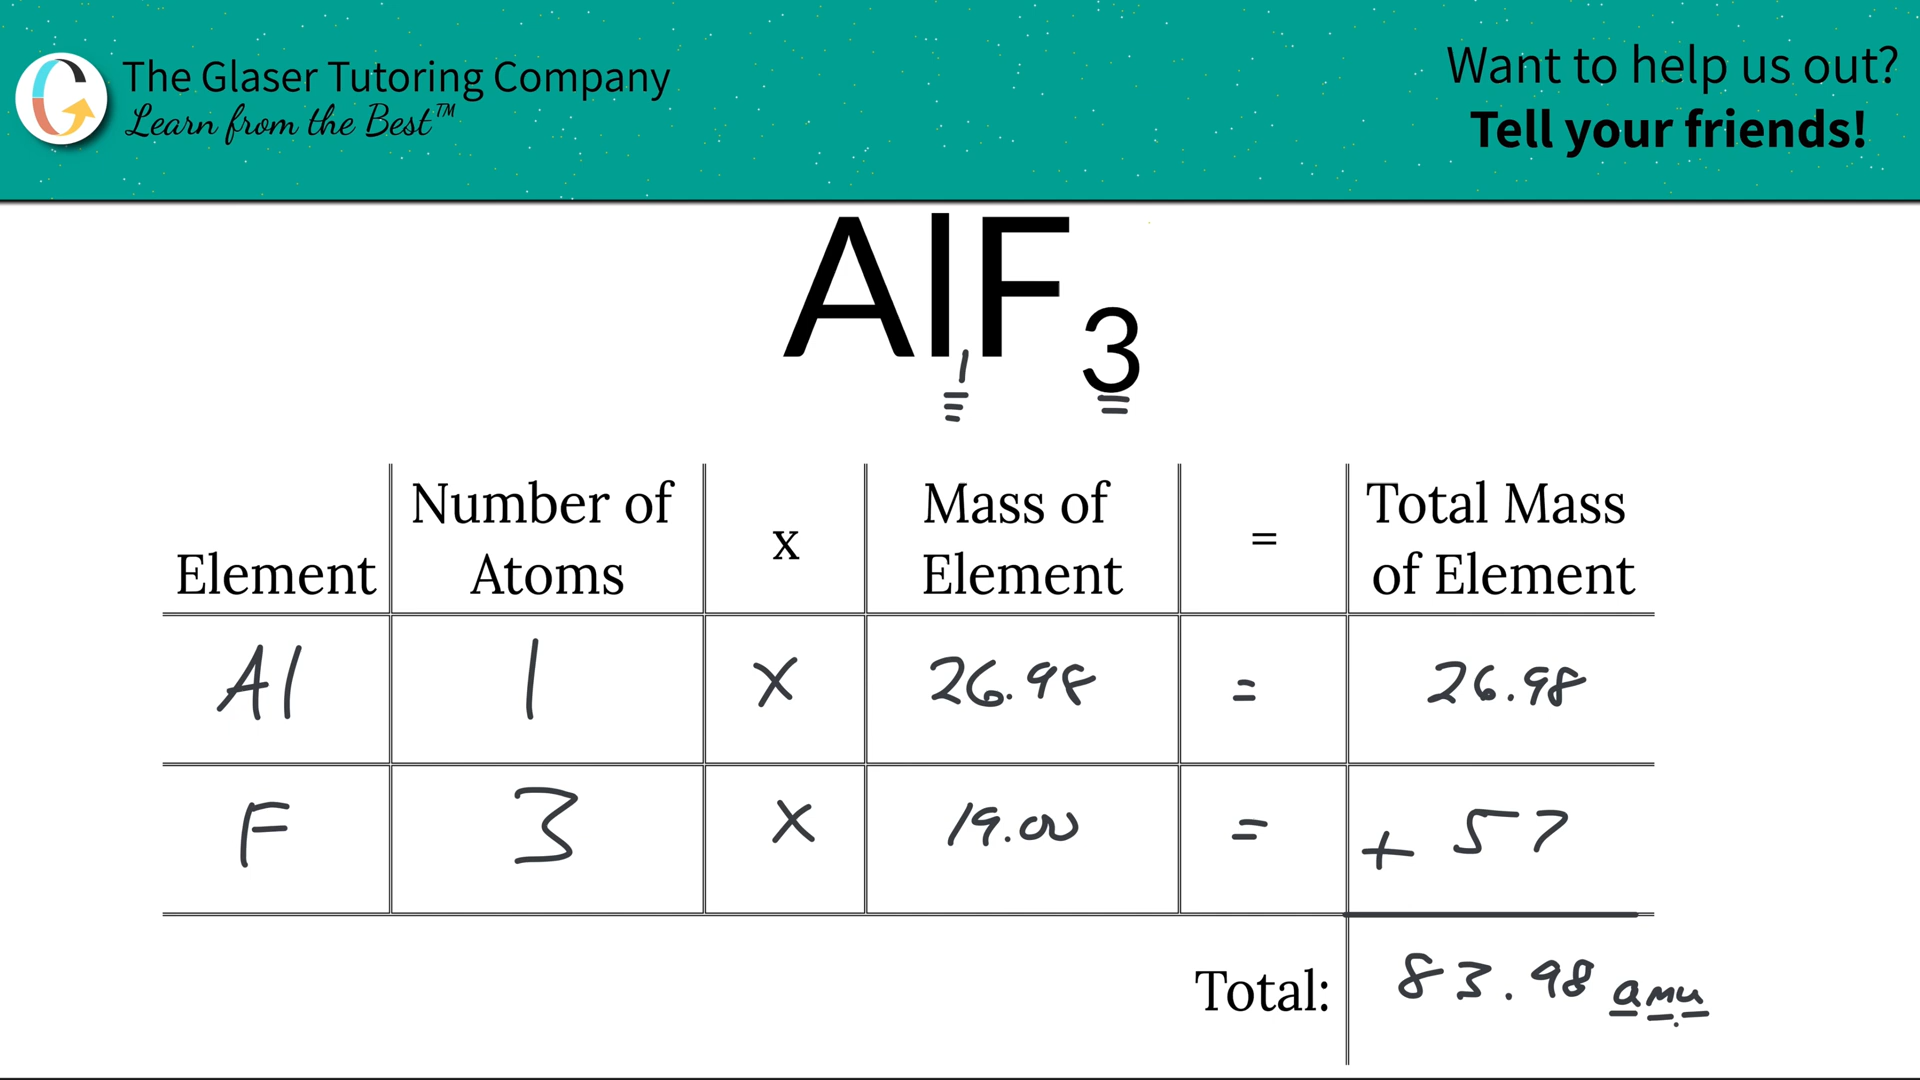 The Glaser Tutoring Company
Learn from the Best™
Want to help us out?
Tell your friends!
AlF₃
1
Element Number of Atoms x Mass of Element = Total Mass of Element
Al 1 x 26.98 = 26.98
F 3 x 19.00 = + 57
Total: 83.98 amu